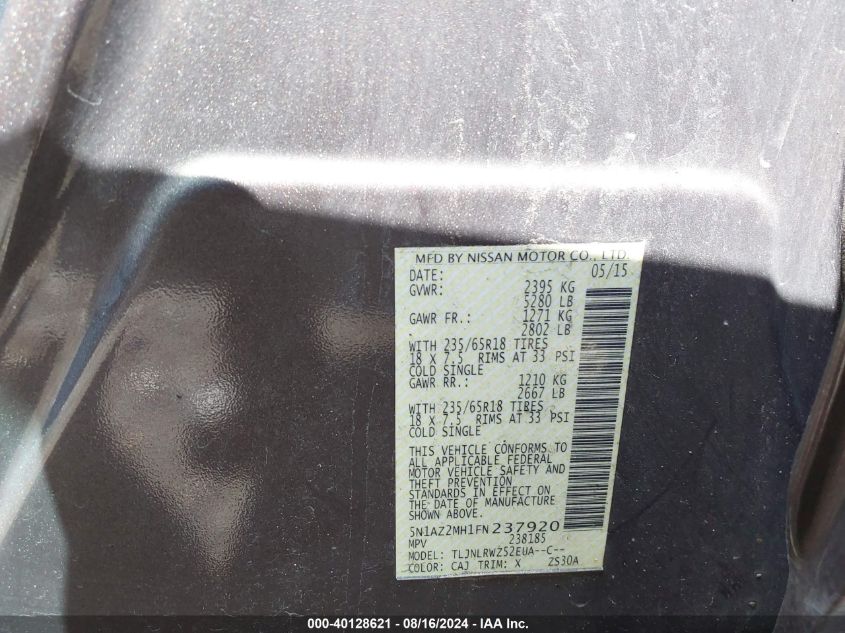 MFD BY NISSAN MOTOR CO., LTD.
DATE: 05/15
GVWR: 2395 KG
5280 LB
GAWR FR.: 1271 KG
2802 LB
WITH 235/65R18 TIRES
18 X 7.5 RIMS AT 33 PSI
COLD SINGLE
GAWR RR.: 1210 KG
2667 LB
WITH 235/65R18 TIRES
18 X 7.5 RIMS AT 33 PSI
COLD SINGLE
THIS VEHICLE CONFORMS TO
ALL APPLICABLE FEDERAL
MOTOR VEHICLE SAFETY AND
THEFT PREVENTION
STANDARDS IN EFFECT ON
THE DATE OF MANUFACTURE
SHOWN ABOVE.
5N1AZ2MH1FN237920
MPV 238185
MODEL: TLJNLRWZ52EUA--C--
COLOR: CAJ TRIM: X ZS30A
000-40128621 - 08/16/2024 - IAA Inc.